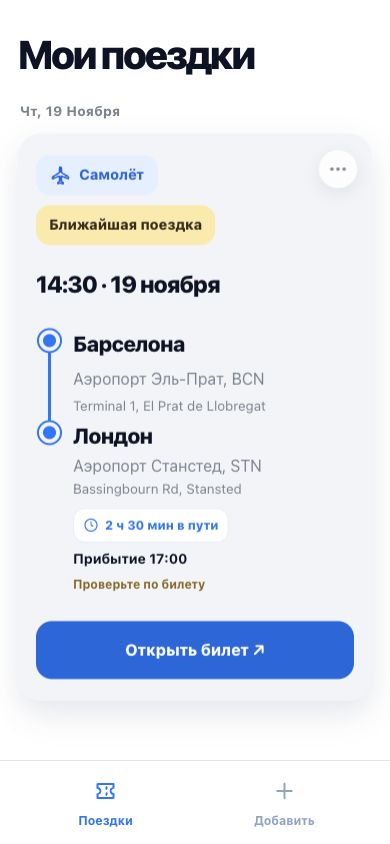 Мои поездки
Чт, 19 Ноября
Самолёт
Ближайшая поездка
14:30 · 19 ноября
Барселона
Аэропорт Эль-Прат, BCN
Terminal 1, El Prat de Llobregat
Лондон
Аэропорт Станстед, STN
Bassingbourn Rd, Stansted
2 ч 30 мин в пути
Прибытие 17:00
Проверьте по билету
Открыть билет ↗
Поездки
Добавить